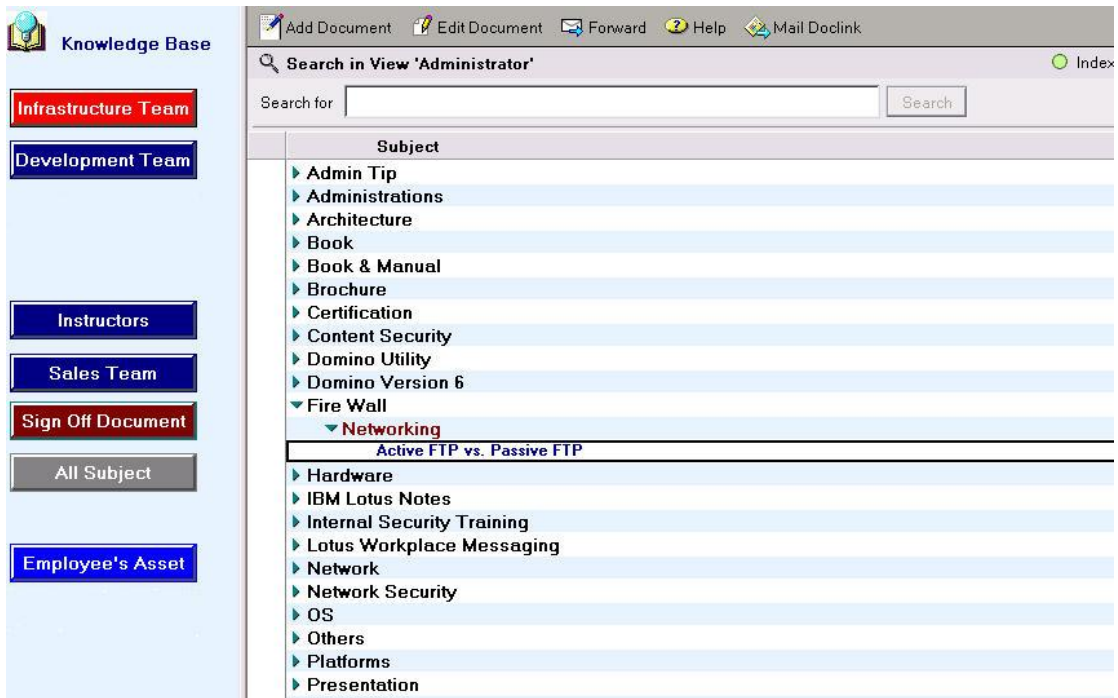 Knowledge Base
Infrastructure Team
Development Team
Instructors
Sales Team
Sign Off Document
All Subject
Employee's Asset
Add Document Edit Document Forward Help Mail Doclink
Search in View 'Administrator' Index
Search for Search
Subject
Admin Tip
Administrations
Architecture
Book
Book & Manual
Brochure
Certification
Content Security
Domino Utility
Domino Version 6
Fire Wall
Networking
Active FTP vs. Passive FTP
Hardware
IBM Lotus Notes
Internal Security Training
Lotus Workplace Messaging
Network
Network Security
OS
Others
Platforms
Presentation